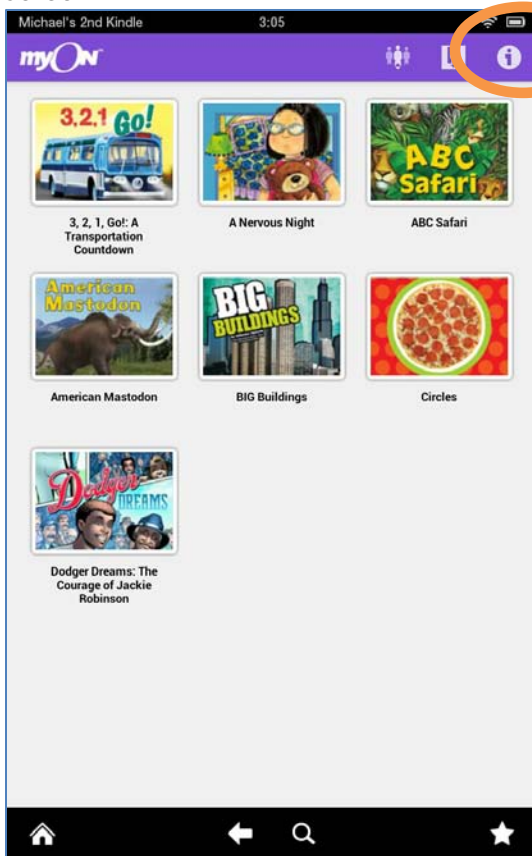 Michael's 2nd Kindle 3:05
myON
3,2,1 Go!
ABC
Safari
3, 2, 1, Go!: A
Transportation
Countdown
A Nervous Night
ABC Safari
American
Mastodon
BIG
BUILDINGS
American Mastodon
BIG Buildings
Circles
Dodger
DREAMS
Dodger Dreams: The
Courage of Jackie
Robinson